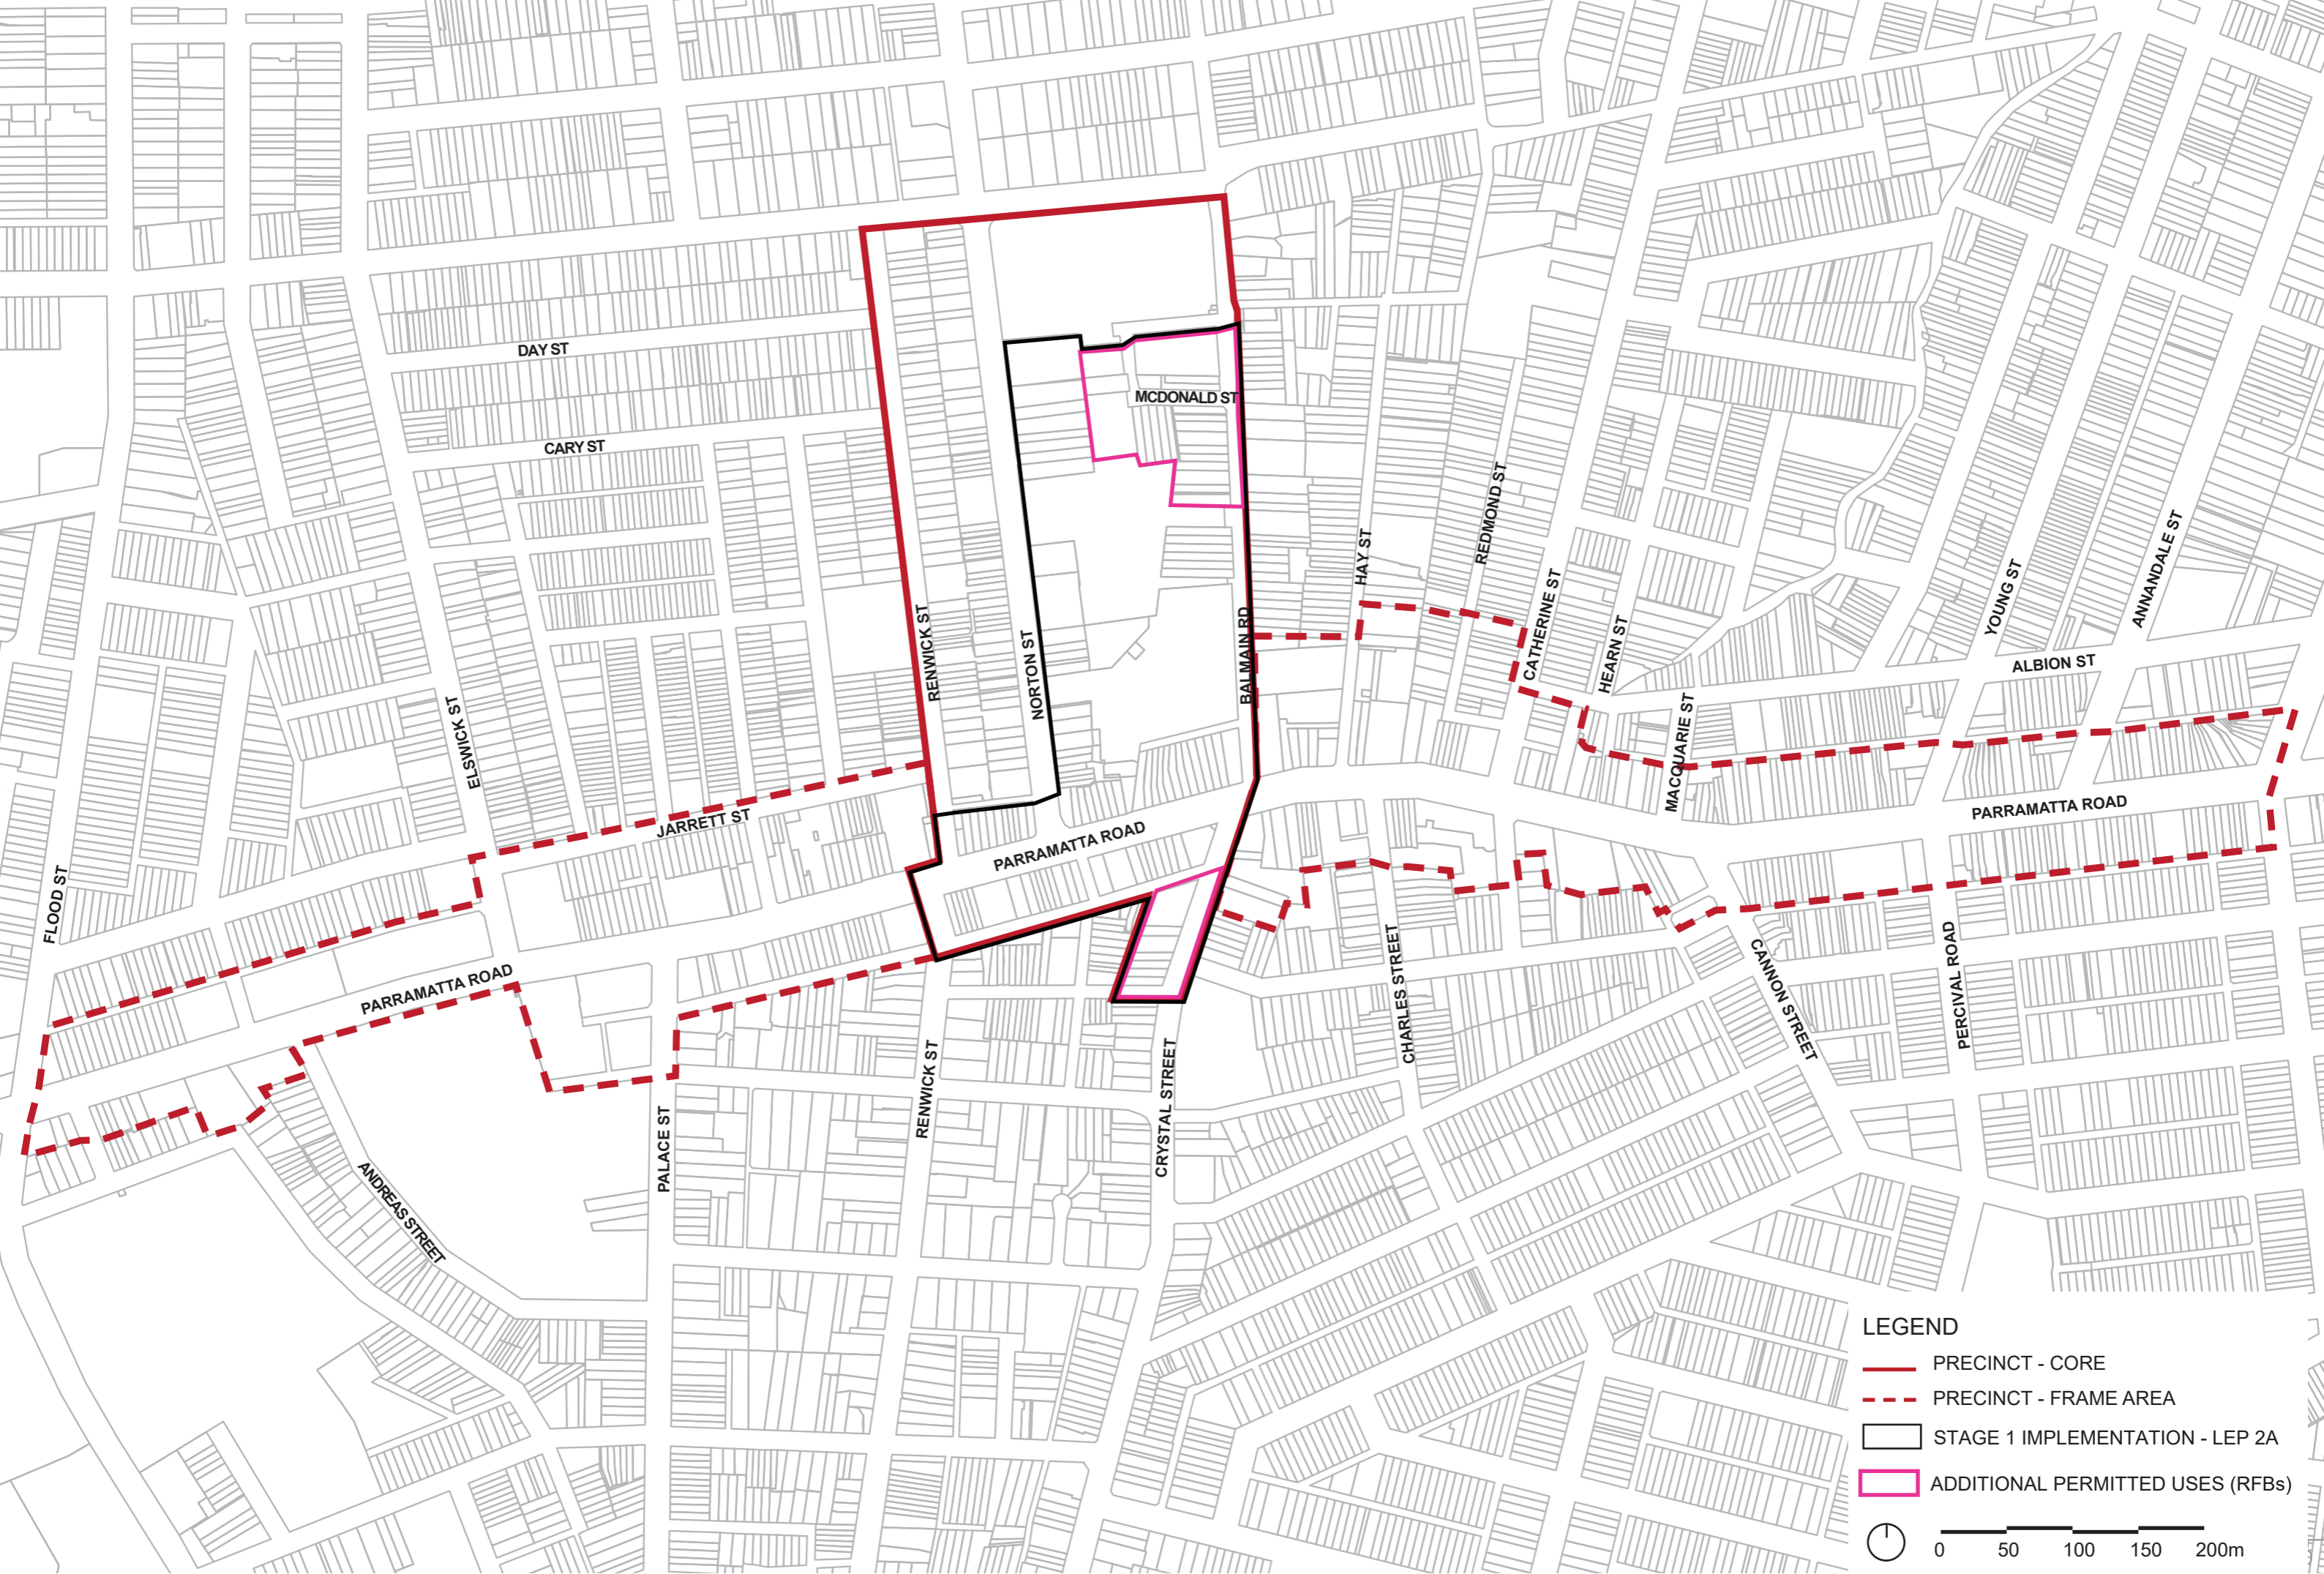 DAY ST
MCDONALD ST
CARY ST
HAY ST
REDMOND ST
CATHERINE ST
HEARN ST
YOUNG ST
ANNANDALE ST
RENWICK ST
NORTON ST
BALMAIN RD
ALBION ST
ELSWICK ST
MACQUARIE ST
JARRETT ST
PARRAMATTA ROAD
PARRAMATTA ROAD
FLOOD ST
PARRAMATTA ROAD
CHARLES STREET
CANNON STREET
PERCIVAL ROAD
ANDREAS STREET
PALACE ST
RENWICK ST
CRYSTAL STREET
LEGEND
PRECINCT - CORE
PRECINCT - FRAME AREA
STAGE 1 IMPLEMENTATION - LEP 2A
ADDITIONAL PERMITTED USES (RFBs)
0 50 100 150 200m